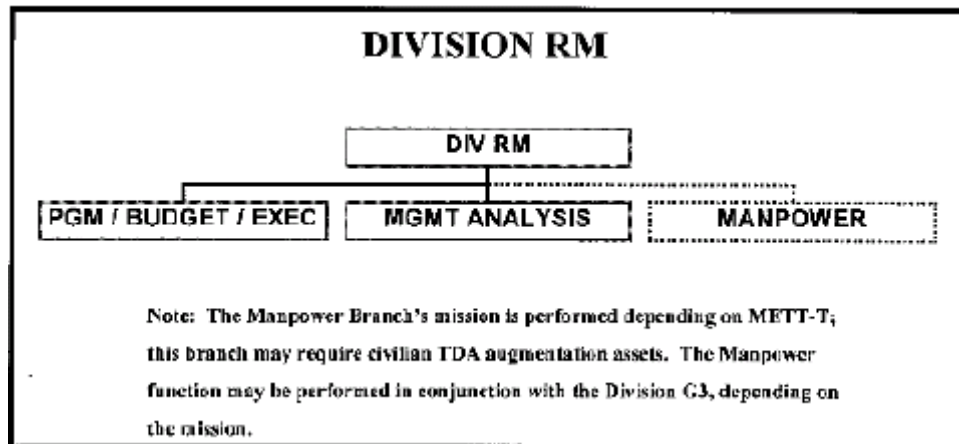 DIVISION RM
DIV RM
PGM / BUDGET / EXEC
MGMT ANALYSIS
MANPOWER
Note: The Manpower Branch's mission is performed depending on METT-T;
this branch may require civilian TDA augmentation assets. The Manpower
function may be performed in conjunction with the Division G3, depending on
the mission.